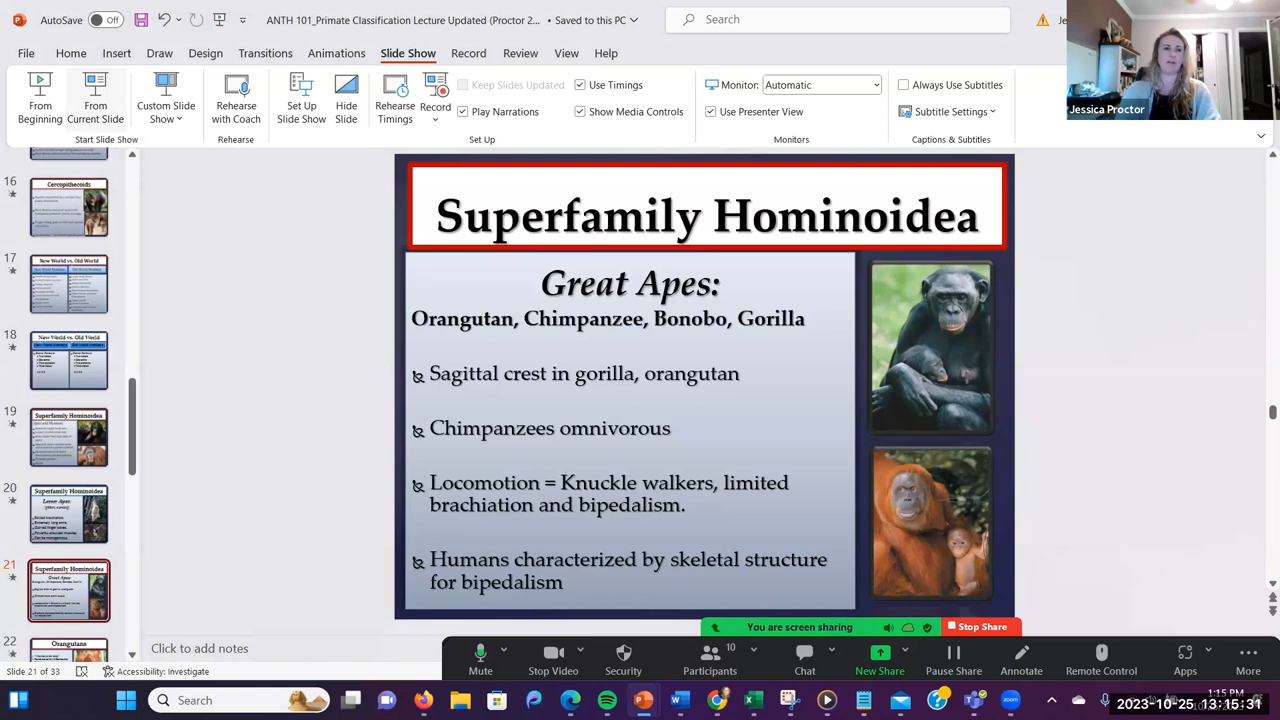 AutoSave Off ANTH 101_Primate Classification Lecture Updated (Proctor 2... • Saved to this PC Search
File Home Insert Draw Design Transitions Animations Slide Show Record Review View Help
From Beginning
From Current Slide
Custom Slide Show
Start Slide Show
Rehearse with Coach
Rehearse
Set Up Slide Show
Hide Slide
Rehearse Timings
Record
Keep Slides Updated
Use Timings
Play Narrations
Show Media Controls
Set Up
Monitor: Automatic
Use Presenter View
Monitors
Always Use Subtitles
Subtitle Settings
Captions & Subtitles
Jessica Proctor
16
Cercopithecoids
17
New World vs. Old World
18
New World vs. Old World
19
Superfamily Hominoidea
20
Superfamily Hominoidea
Lesser Apes:
21
Superfamily Hominoidea
Great Apes:
22
Orangutans
Superfamily Hominoidea
Great Apes:
Orangutan, Chimpanzee, Bonobo, Gorilla
Sagittal crest in gorilla, orangutan
Chimpanzees omnivorous
Locomotion = Knuckle walkers, limited
brachiation and bipedalism.
Humans characterized by skeletal structure
for bipedalism
You are screen sharing Stop Share
Click to add notes
Mute Stop Video Security Participants 10 Chat New Share Pause Share Annotate Remote Control Apps More
Slide 21 of 33 Accessibility: Investigate
Search
1:15 PM
2023-10-25 13:15:31